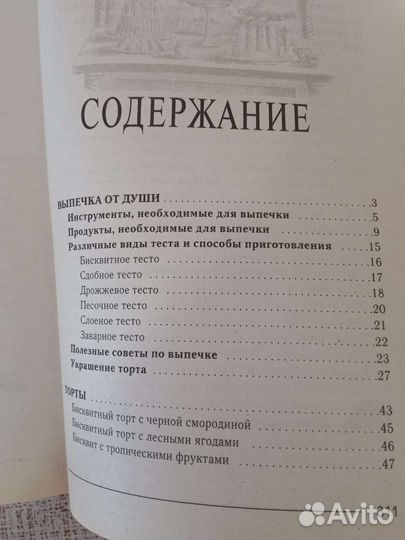 СОДЕРЖАНИЕ
ВЫПЕЧКА ОТ ДУШИ 3
Инструменты, необходимые для выпечки 5
Продукты, необходимые для выпечки 9
Различные виды теста и способы приготовления 15
Бисквитное тесто 16
Сдобное тесто 17
Дрожжевое тесто 18
Песочное тесто 20
Слоеное тесто 21
Заварное тесто 22
Полезные советы по выпечке 23
Украшение торта 27
ТОРТЫ 43
Бисквитный торт с черной смородиной 45
Бисквитный торт с лесными ягодами 46
Бисквит с тропическими фруктами 47
Avito